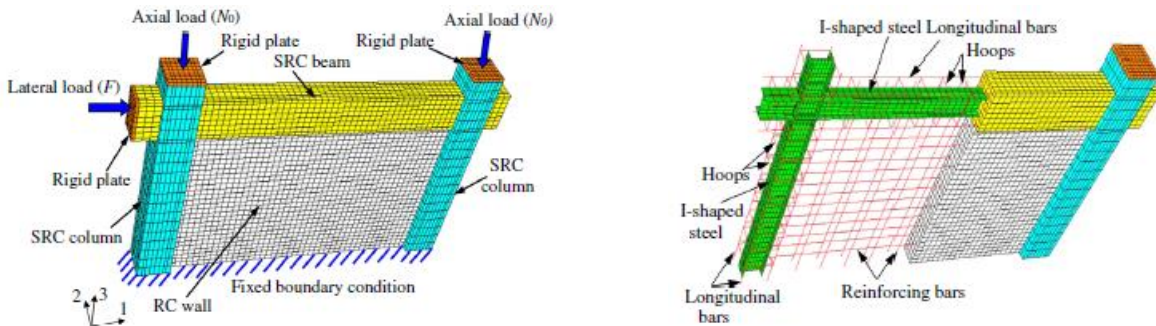 Axial load (N₀)
Axial load (N₀)
Rigid plate
Rigid plate
SRC beam
Lateral load (F)
Rigid plate
SRC
column
SRC column
Fixed boundary condition
RC wall
2
3
1
I-shaped steel
Longitudinal bars
Hoops
Hoops
I-shaped
steel
Longitudinal
bars
Reinforcing bars